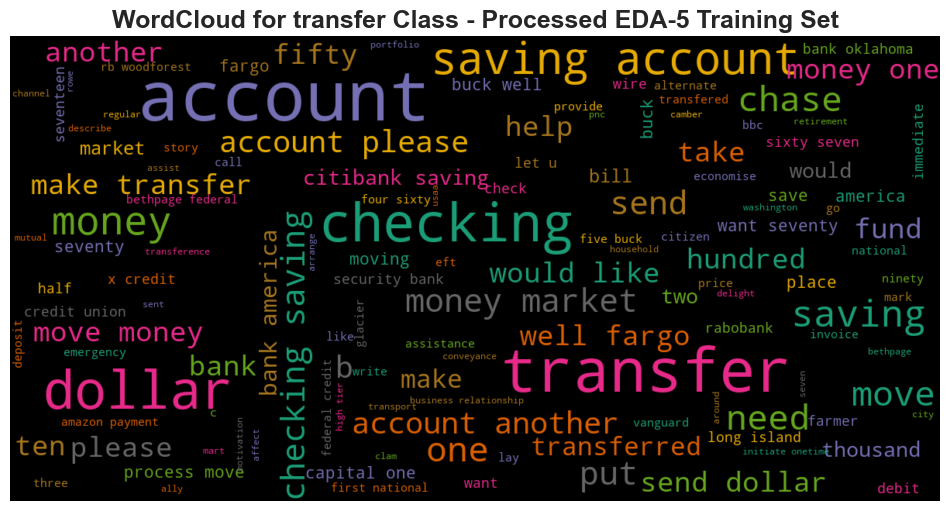 WordCloud for transfer Class - Processed EDA-5 Training Set
another
rb woodforest
fargo
fifty
portfolio
saving account
bank oklahoma
money one
channel
rowe
seventeen
account
buck well
wire
alternate
transfered
chase
regular
describe
provide
pnc
camber
buck
bbc
retirement
immediate
market
story
account please
help
take
sixty seven
call
let u
assist
make transfer
bethpage federal
citibank saving
check
bill
economise
would
four sixty
usaa
send
save
america
washington
go
money
checking
want seventy
fund
mutual
seventy
transference
arrange
five buck
citizen
household
national
moving
eft
hundred
x credit
security bank
would like
place
ninety
half
bank america
checking saving
money market
two
price
delight
mark
credit union
glacier
saving
move money
like
well fargo
rabobank
invoice
deposit
emergency
assistance
bethpage
bank
b
conveyance
transfer
dollar
write
make
seven
move
federal credit
high tier
business relationship
transport
c
need
around
city
amazon payment
account another
vanguard
farmer
ten
please
motivation
affect
mart
one
transferred
long island
thousand
clam
lay
initiate onetime
process move
capital one
put
send dollar
three
ally
first national
want
debit
sent